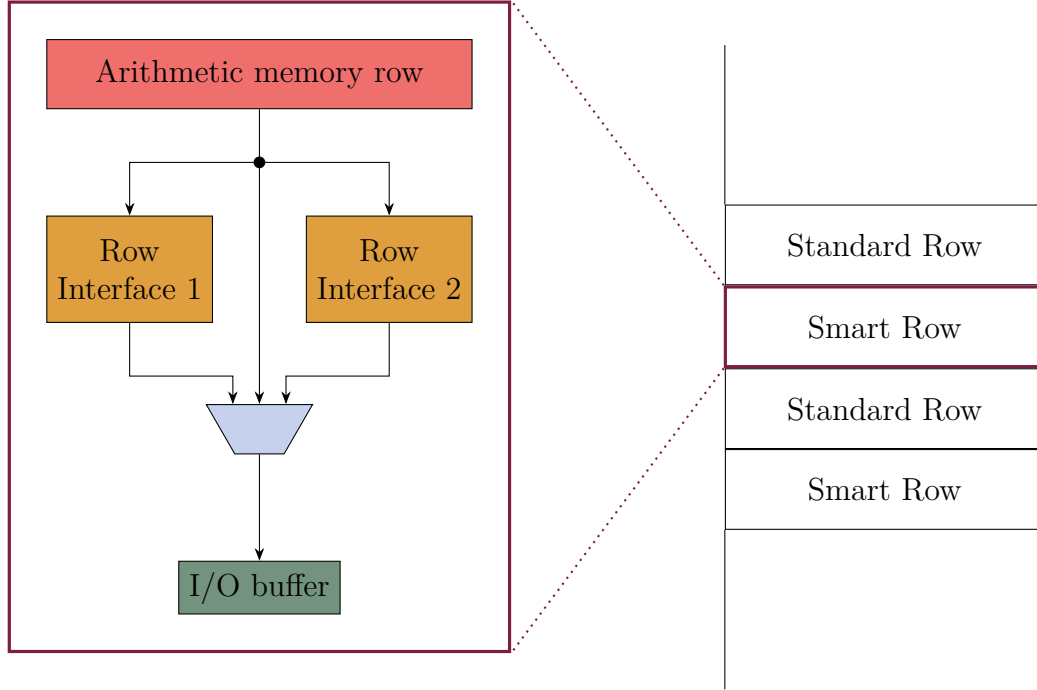 Arithmetic memory row
Row
Interface 1
Row
Interface 2
I/O buffer
Standard Row
Smart Row
Standard Row
Smart Row